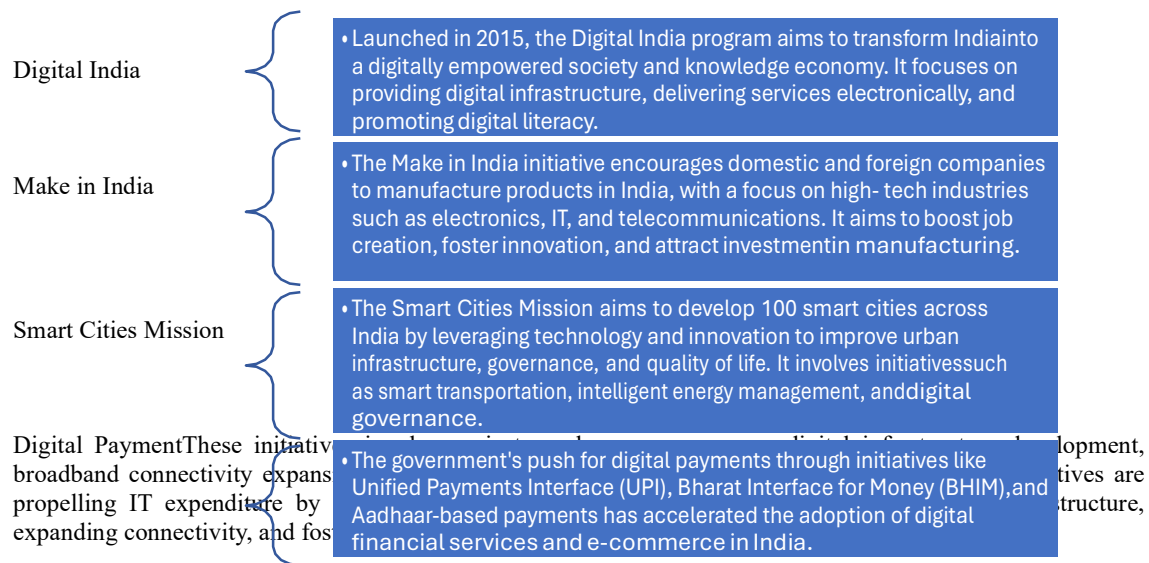 Digital India
• Launched in 2015, the Digital India program aims to transform Indiainto
a digitally empowered society and knowledge economy. It focuses on
providing digital infrastructure, delivering services electronically, and
promoting digital literacy.
Make in India
• The Make in India initiative encourages domestic and foreign companies
to manufacture products in India, with a focus on high- tech industries
such as electronics, IT, and telecommunications. It aims to boost job
creation, foster innovation, and attract investmentin manufacturing.
Smart Cities Mission
• The Smart Cities Mission aims to develop 100 smart cities across
India by leveraging technology and innovation to improve urban
infrastructure, governance, and quality of life. It involves initiativessuch
as smart transportation, intelligent energy management, anddigital
governance.
Digital PaymentThese
broadband connectivity
propelling IT expenditure by
expanding connectivity, and
• The government's push for digital payments through initiatives like
Unified Payments Interface (UPI), Bharat Interface for Money (BHIM),and
Aadhaar-based payments has accelerated the adoption of digital
financial services and e-commerce in India.
are